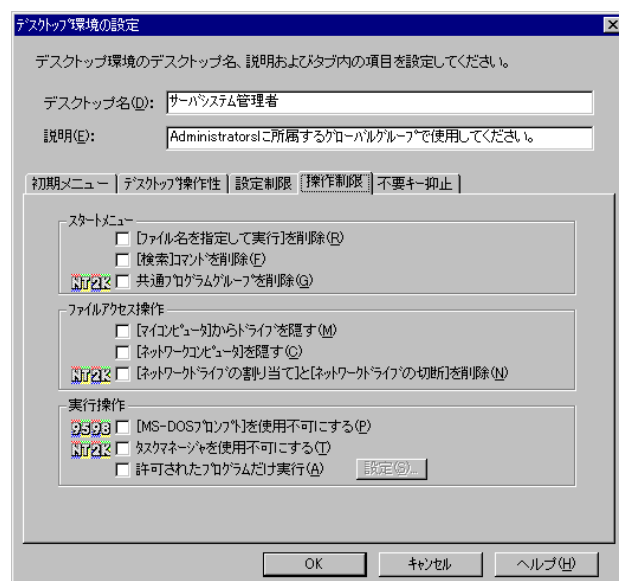 ﾃﾞｽｸﾄｯﾌﾟ環境の設定
デスクトップ環境のデスクトップ名、説明およびタブ内の項目を設定してください。
デスクトップ名(D): ｻｰﾊﾞｼｽﾃﾑ管理者
説明(E): Administratorsに所属するｸﾞﾛｰﾊﾞﾙｸﾞﾙｰﾌﾟで使用してください。
初期メニュー ﾃﾞｽｸﾄｯﾌﾟ操作性 設定制限 操作制限 不要キー抑止
ｽﾀｰﾄﾒﾆｭｰ
[ﾌｧｲﾙ名を指定して実行]を削除(R)
[検索]ｺﾏﾝﾄﾞを削除(F)
NT2K 共通ﾌﾟﾛｸﾞﾗﾑｸﾞﾙｰﾌﾟを削除(G)
ﾌｧｲﾙｱｸｾｽ操作
[ﾏｲｺﾝﾋﾟｭｰﾀ]からﾄﾞﾗｲﾌﾞを隠す(M)
[ﾈｯﾄﾜｰｸｺﾝﾋﾟｭｰﾀ]を隠す(C)
NT2K [ﾈｯﾄﾜｰｸﾄﾞﾗｲﾌﾞの割り当て]と[ﾈｯﾄﾜｰｸﾄﾞﾗｲﾌﾞの切断]を削除(N)
実行操作
9598 [MS-DOSﾌﾟﾛﾝﾌﾟﾄ]を使用不可にする(P)
NT2K ﾀｽｸﾏﾈｰｼﾞｬを使用不可にする(T)
許可されたﾌﾟﾛｸﾞﾗﾑだけ実行(A) 設定(S)...
OK ｷｬﾝｾﾙ ヘルプ(H)